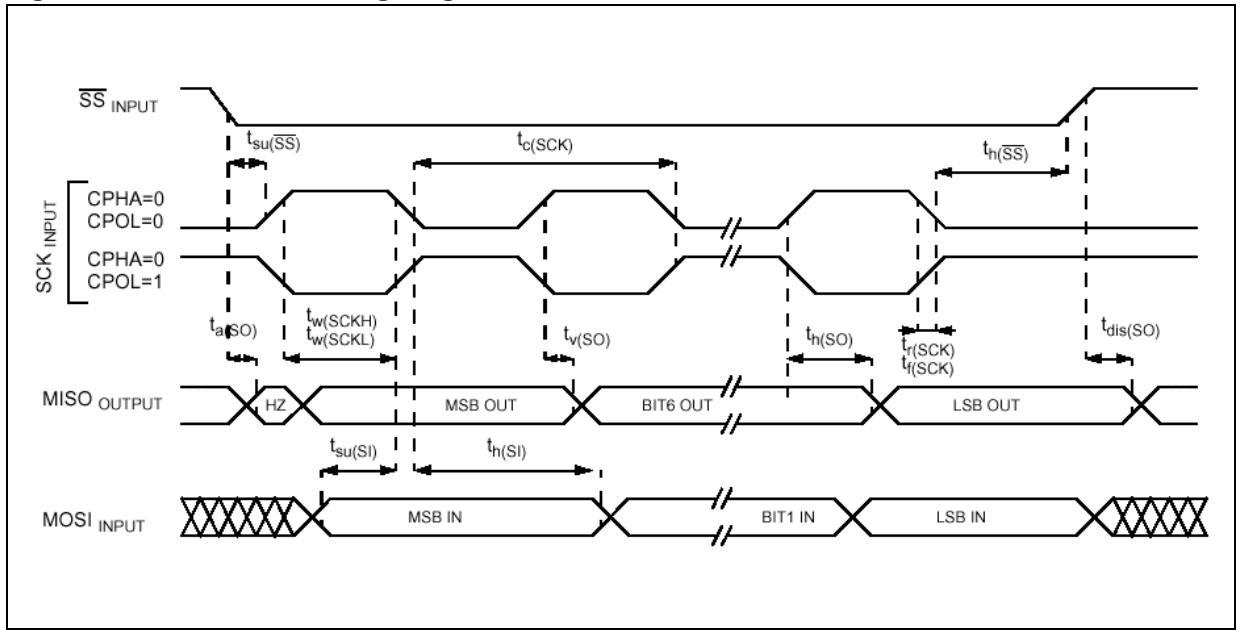 SS INPUT
tsu(SS)
tc(SCK)
th(SS)
SCK INPUT
CPHA=0
CPOL=0
CPHA=0
CPOL=1
ta(SO)
tw(SCKH)
tw(SCKL)
tv(SO)
th(SO)
tr(SCK)
tf(SCK)
tdis(SO)
MISO OUTPUT
HZ
MSB OUT
BIT6 OUT
LSB OUT
tsu(SI)
th(SI)
MOSI INPUT
MSB IN
BIT1 IN
LSB IN